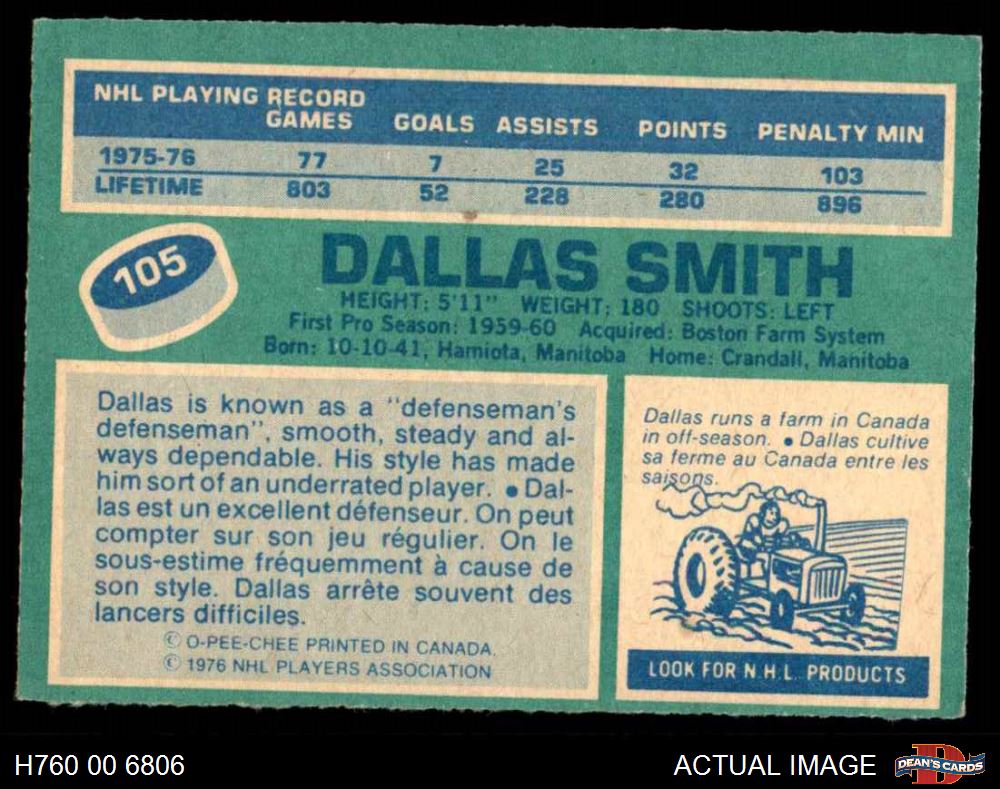 NHL PLAYING RECORD
GAMES GOALS ASSISTS POINTS PENALTY MIN
1975-76 77 7 25 32 103
LIFETIME 803 52 228 280 896
105
DALLAS SMITH
HEIGHT: 5'11" WEIGHT: 180 SHOOTS: LEFT
First Pro Season: 1959-60 Acquired: Boston Farm System
Born: 10-10-41, Hamiota, Manitoba Home: Crandall, Manitoba
Dallas is known as a "defenseman's
defenseman", smooth, steady and al-
ways dependable. His style has made
him sort of an underrated player. • Dal-
las est un excellent défenseur. On peut
compter sur son jeu régulier. On le
sous-estime fréquemment à cause de
son style. Dallas arrête souvent des
lancers difficiles.
© O-PEE-CHEE PRINTED IN CANADA.
© 1976 NHL PLAYERS ASSOCIATION
Dallas runs a farm in Canada
in off-season. • Dallas cultive
sa ferme au Canada entre les
saisons.
LOOK FOR N.H.L. PRODUCTS
H760 00 6806
ACTUAL IMAGE
D
DEAN'S CARDS